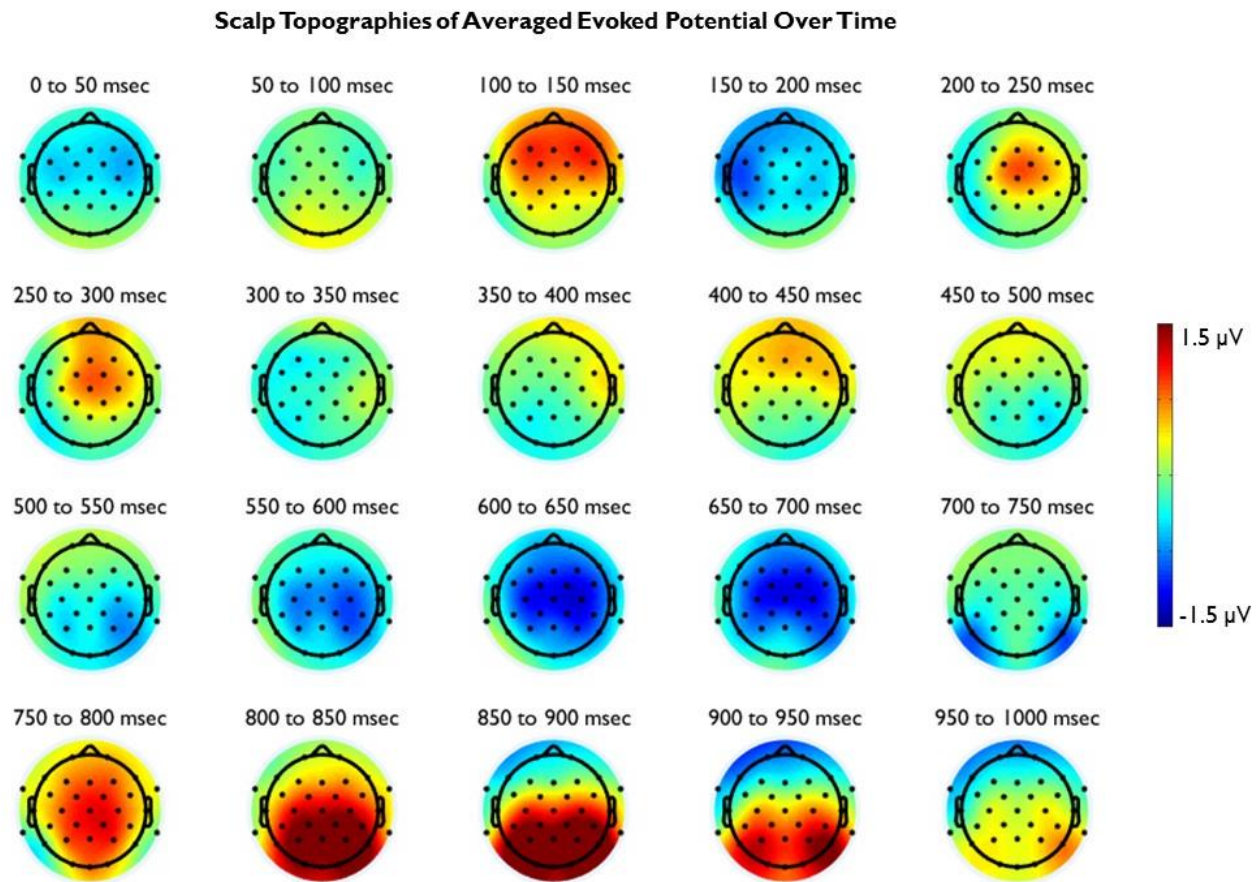 Scalp Topographies of Averaged Evoked Potential Over Time
0 to 50 msec
50 to 100 msec
100 to 150 msec
150 to 200 msec
200 to 250 msec
250 to 300 msec
300 to 350 msec
350 to 400 msec
400 to 450 msec
450 to 500 msec
1.5 µV
-1.5 µV
500 to 550 msec
550 to 600 msec
600 to 650 msec
650 to 700 msec
700 to 750 msec
750 to 800 msec
800 to 850 msec
850 to 900 msec
900 to 950 msec
950 to 1000 msec